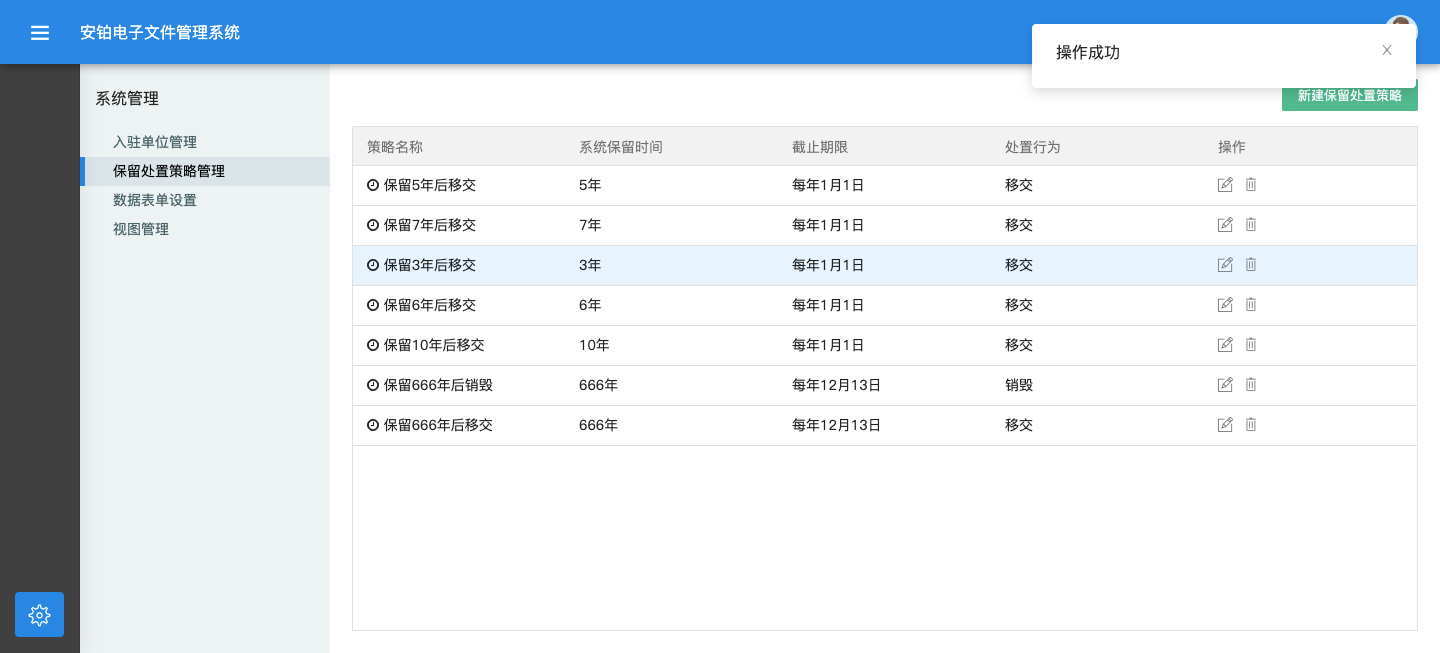 安铂电子文件管理系统
操作成功
新建保留处置策略
系统管理
入驻单位管理
保留处置策略管理
数据表单设置
视图管理
策略名称 系统保留时间 截止期限 处置行为 操作
保留5年后移交 5年 每年1月1日 移交
保留7年后移交 7年 每年1月1日 移交
保留3年后移交 3年 每年1月1日 移交
保留6年后移交 6年 每年1月1日 移交
保留10年后移交 10年 每年1月1日 移交
保留666年后销毁 666年 每年12月13日 销毁
保留666年后移交 666年 每年12月13日 移交